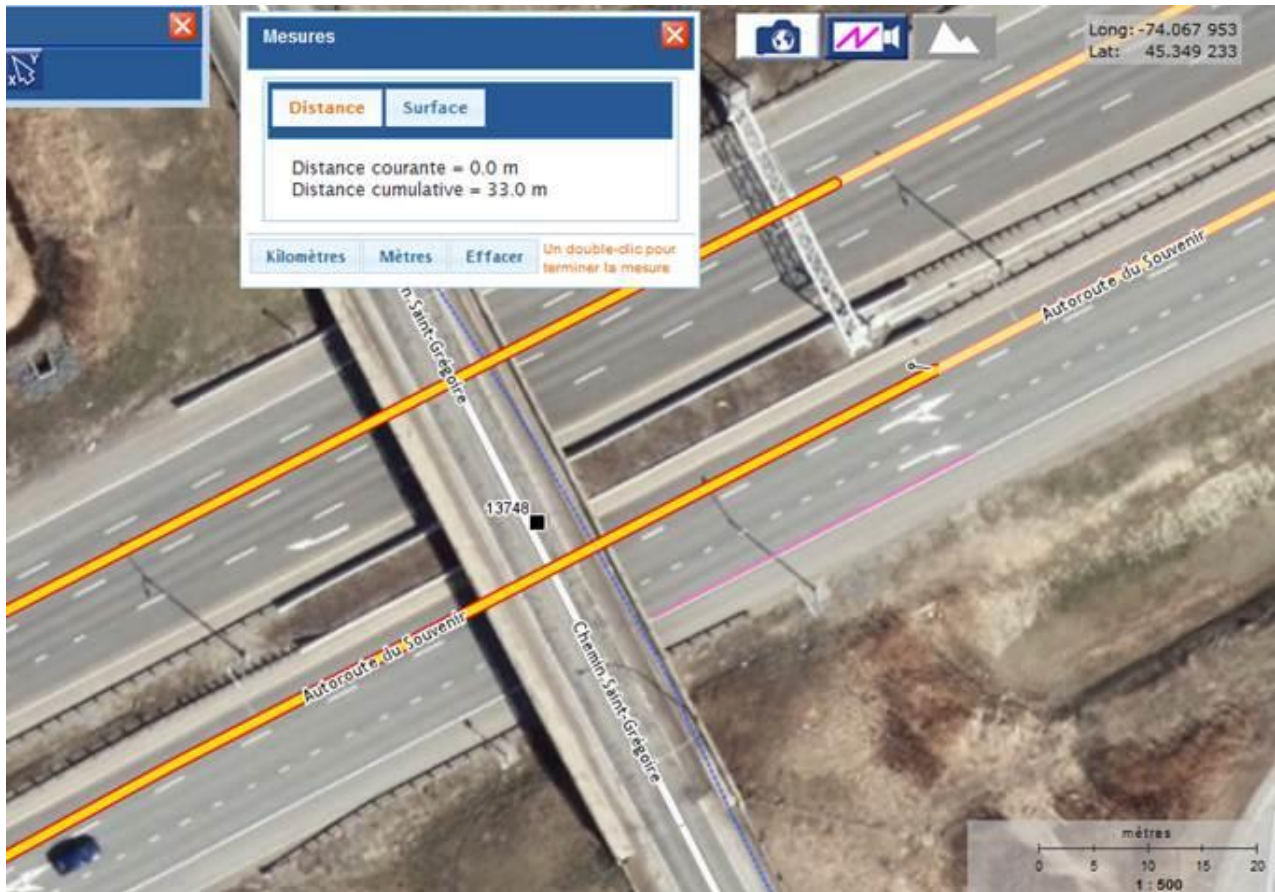 Mesures
Long: -74.067 953
Lat: 45.349 233
X Y
Distance Surface
Distance courante = 0.0 m
Distance cumulative = 33.0 m
Kilomètres Mètres Effacer
Un double-clic pour
terminer la mesure
Autoroute du Souvenir
n Saint-Grégoire
13748
Autoroute du Souvenir
Chemin Saint-Grégoire
mètres
0 5 10 15 20
1 : 500